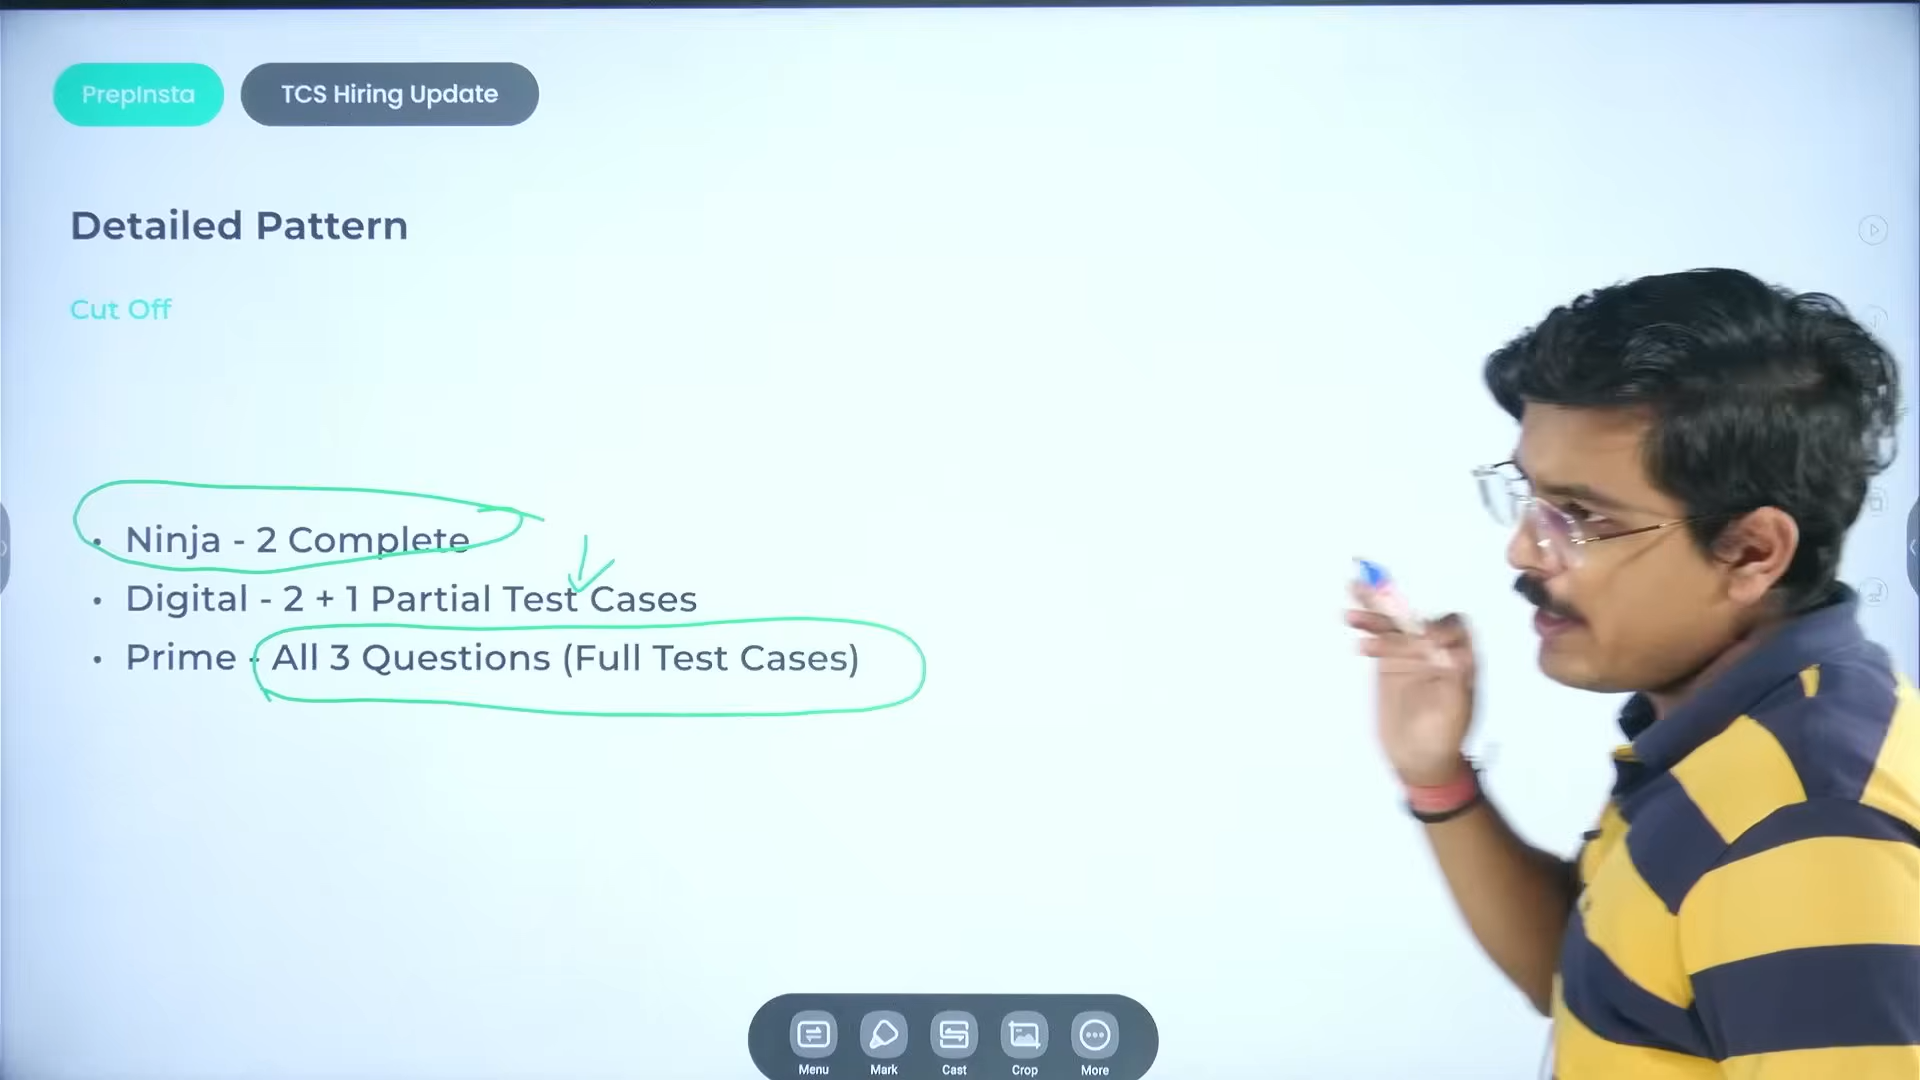 PrepInsta TCS Hiring Update
Detailed Pattern
Cut Off
• Ninja - 2 Complete
• Digital - 2 + 1 Partial Test Cases
• Prime - All 3 Questions (Full Test Cases)
Menu Mark Cast Crop More